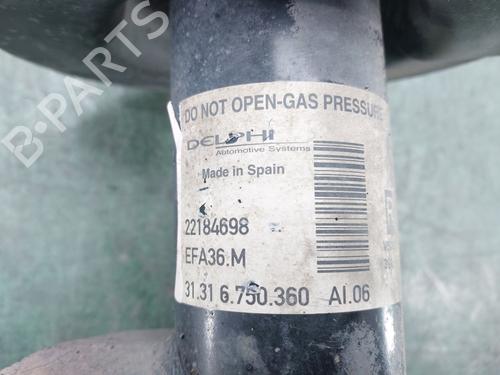 DO NOT OPEN-GAS PRESSURE
DELPHI
Automotive Systems
Made in Spain
22184698
EFA36.M
31.31 6.750.360 AI.06